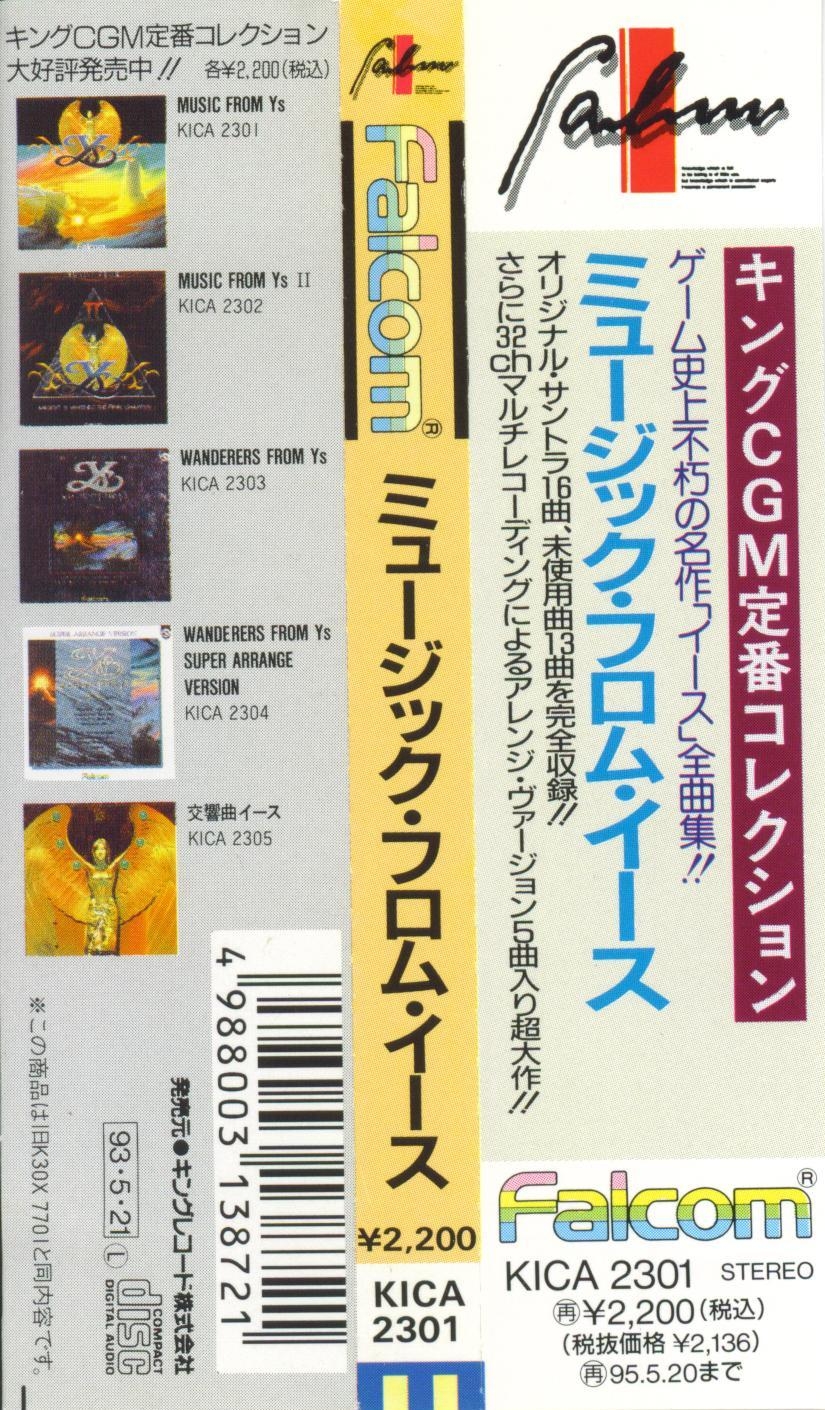 キングCGM定番コレクション
大好評発売中!! 各¥2,200(税込)
MUSIC FROM Ys
KICA 2301
MUSIC FROM Ys II
KICA 2302
WANDERERS FROM Ys
KICA 2303
WANDERERS FROM Ys
SUPER ARRANGE
VERSION
KICA 2304
交響曲イース
KICA 2305
4988003138721
発売元●キングレコード株式会社
93・5・21 Ⓛ
COMPACT
disc
DIGITAL AUDIO
※この商品は旧K30X 7701と同内容です。
Falcom®
ミュージック・フロム・イース
¥2,200
KICA
2301
キングCGM定番コレクション
ゲーム史上不朽の名作「イース」全曲集!!
ミュージック・フロム・イース
オリジナル・サントラ16曲、未使用曲13曲を完全収録!!
さらに32chマルチレコーディングによるアレンジ・ヴァージョン5曲入り超大作!!
Falcom®
KICA 2301 STEREO
㊢¥2,200(税込)
(税抜価格 ¥2,136)
再95.5.20まで